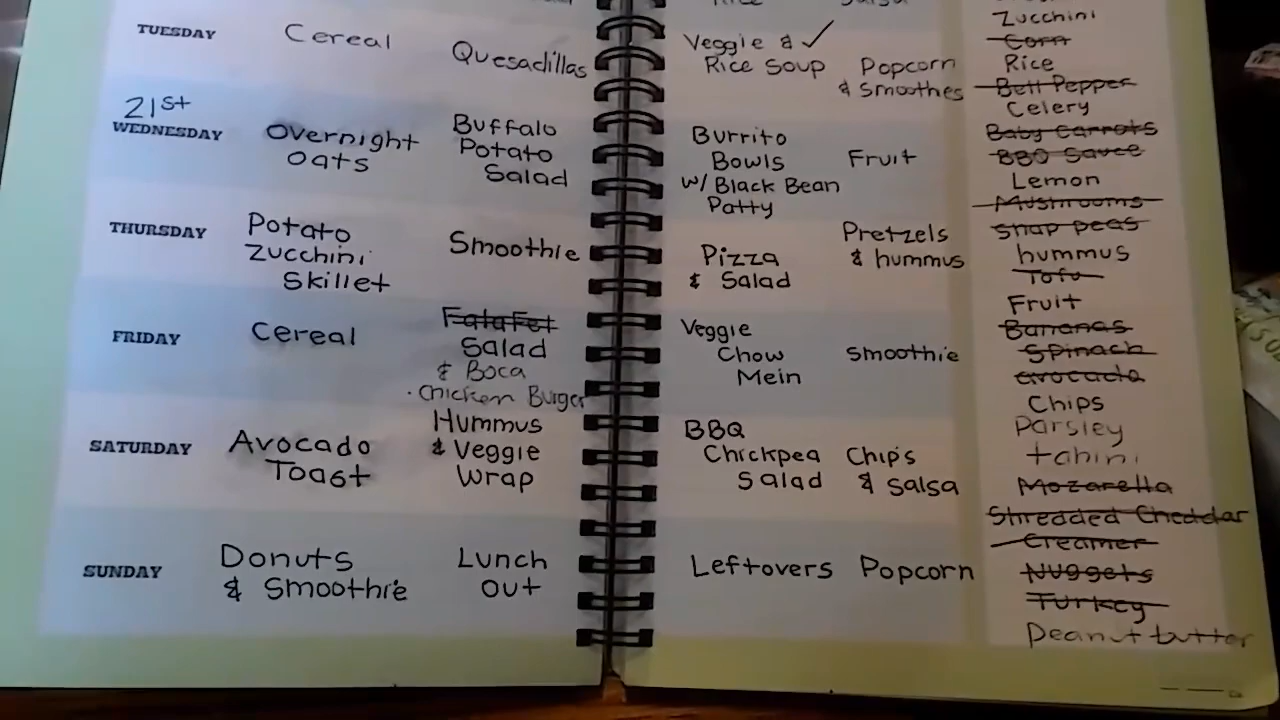 TUESDAY
Cereal
Quesadillas
Veggie & ✓
Rice Soup
Popcorn
& Smoothes
21st
WEDNESDAY
Overnight
Oats
Buffalo
Potato
Salad
Burrito
Bowls
w/ Black Bean
Patty
Fruit
THURSDAY
Potato
Zucchini
Skillet
Smoothie
Pizza
& Salad
Pretzels
& hummus
FRIDAY
Cereal
Falafel
Salad
& Boca
Chicken Burger
Veggie
Chow
Mein
Smoothie
SATURDAY
Avocado
Toast
Hummus
& Veggie
Wrap
BBQ
Chickpea
Salad
Chip's
& Salsa
SUNDAY
Donuts
& Smoothie
Lunch
Out
Leftovers
Popcorn
Zucchini
Corn
Rice
Bell Pepper
Celery
Baby Carrots
BBQ Sauce
Lemon
Mushrooms
Snap peas
hummus
Tofu
Fruit
Bananas
Spinach
avocado
Chips
Parsley
tahini
Mozarella
Shredded Cheddar
Creamer
Nuggets
Turkey
Peanut butter